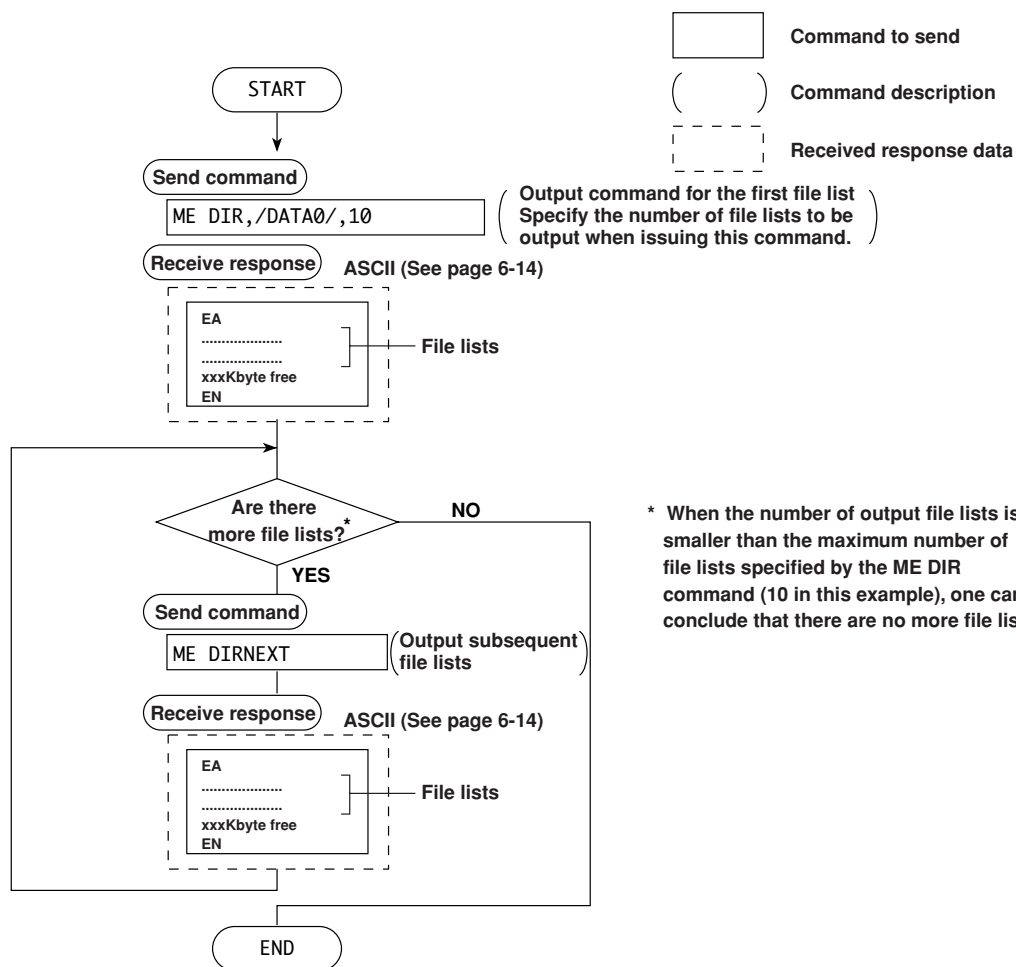 Command to send
START
Command description
Received response data
Send command
ME DIR,/DATA0/,10
( Output command for the first file list
Specify the number of file lists to be
output when issuing this command. )
Receive response
ASCII (See page 6-14)
EA
....................
....................
xxxKbyte free
EN
File lists
Are there
more file lists?*
NO
YES
* When the number of output file lists is
smaller than the maximum number of
file lists specified by the ME DIR
command (10 in this example), one can
conclude that there are no more file lis
Send command
ME DIRNEXT
(Output subsequent
file lists)
Receive response
ASCII (See page 6-14)
EA
....................
....................
xxxKbyte free
EN
File lists
END